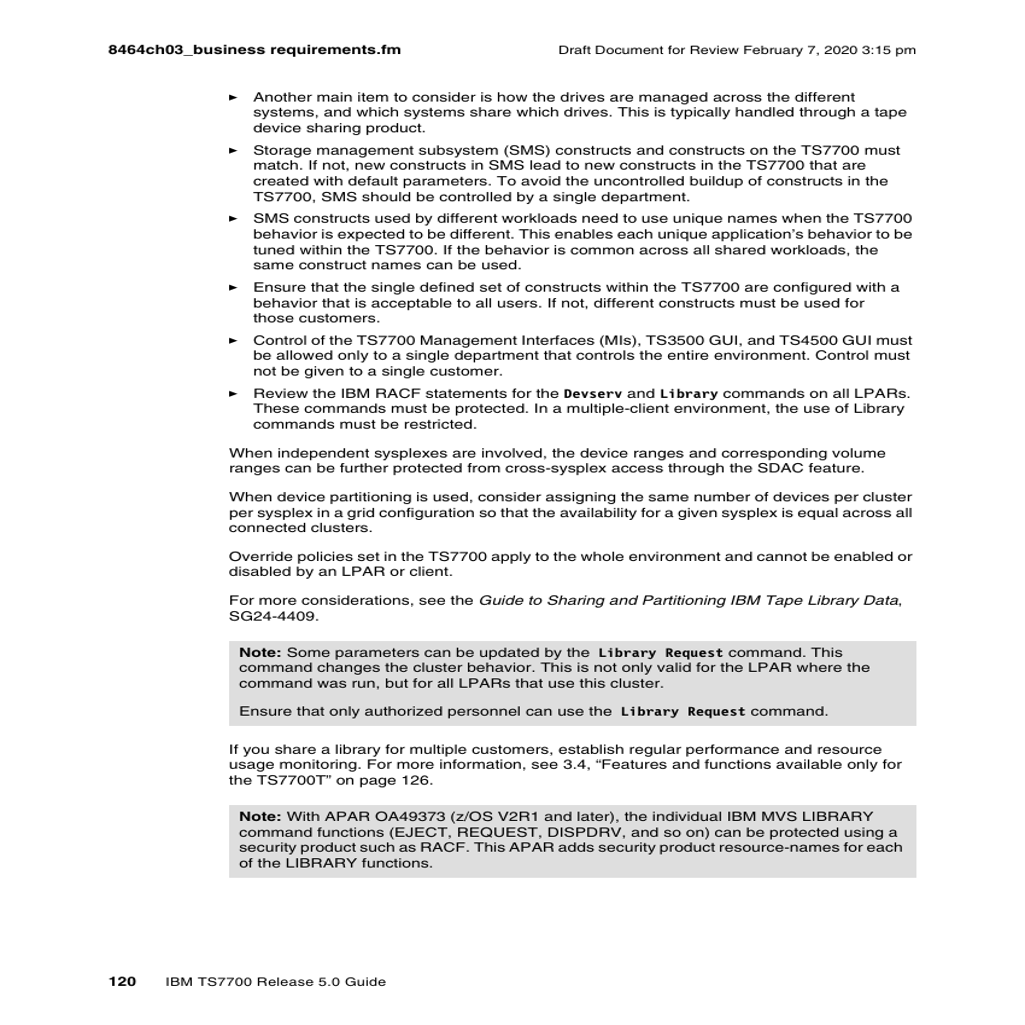 8464ch03_business requirements.fm
Draft Document for Review February 7, 2020 3:15 pm
► Another main item to consider is how the drives are managed across the different
systems, and which systems share which drives. This is typically handled through a tape
device sharing product.
► Storage management subsystem (SMS) constructs and constructs on the TS7700 must
match. If not, new constructs in SMS lead to new constructs in the TS7700 that are
created with default parameters. To avoid the uncontrolled buildup of constructs in the
TS7700, SMS should be controlled by a single department.
► SMS constructs used by different workloads need to use unique names when the TS7700
behavior is expected to be different. This enables each unique application’s behavior to be
tuned within the TS7700. If the behavior is common across all shared workloads, the
same construct names can be used.
► Ensure that the single defined set of constructs within the TS7700 are configured with a
behavior that is acceptable to all users. If not, different constructs must be used for
those customers.
► Control of the TS7700 Management Interfaces (MIs), TS3500 GUI, and TS4500 GUI must
be allowed only to a single department that controls the entire environment. Control must
not be given to a single customer.
► Review the IBM RACF statements for the Devserv and Library commands on all LPARs.
These commands must be protected. In a multiple-client environment, the use of Library
commands must be restricted.
When independent sysplexes are involved, the device ranges and corresponding volume
ranges can be further protected from cross-sysplex access through the SDAC feature.
When device partitioning is used, consider assigning the same number of devices per cluster
per sysplex in a grid configuration so that the availability for a given sysplex is equal across all
connected clusters.
Override policies set in the TS7700 apply to the whole environment and cannot be enabled or
disabled by an LPAR or client.
For more considerations, see the Guide to Sharing and Partitioning IBM Tape Library Data,
SG24-4409.
Note: Some parameters can be updated by the Library Request command. This
command changes the cluster behavior. This is not only valid for the LPAR where the
command was run, but for all LPARs that use this cluster.
Ensure that only authorized personnel can use the Library Request command.
If you share a library for multiple customers, establish regular performance and resource
usage monitoring. For more information, see 3.4, “Features and functions available only for
the TS7700T” on page 126.
Note: With APAR OA49373 (z/OS V2R1 and later), the individual IBM MVS LIBRARY
command functions (EJECT, REQUEST, DISPDRV, and so on) can be protected using a
security product such as RACF. This APAR adds security product resource-names for each
of the LIBRARY functions.
120 IBM TS7700 Release 5.0 Guide